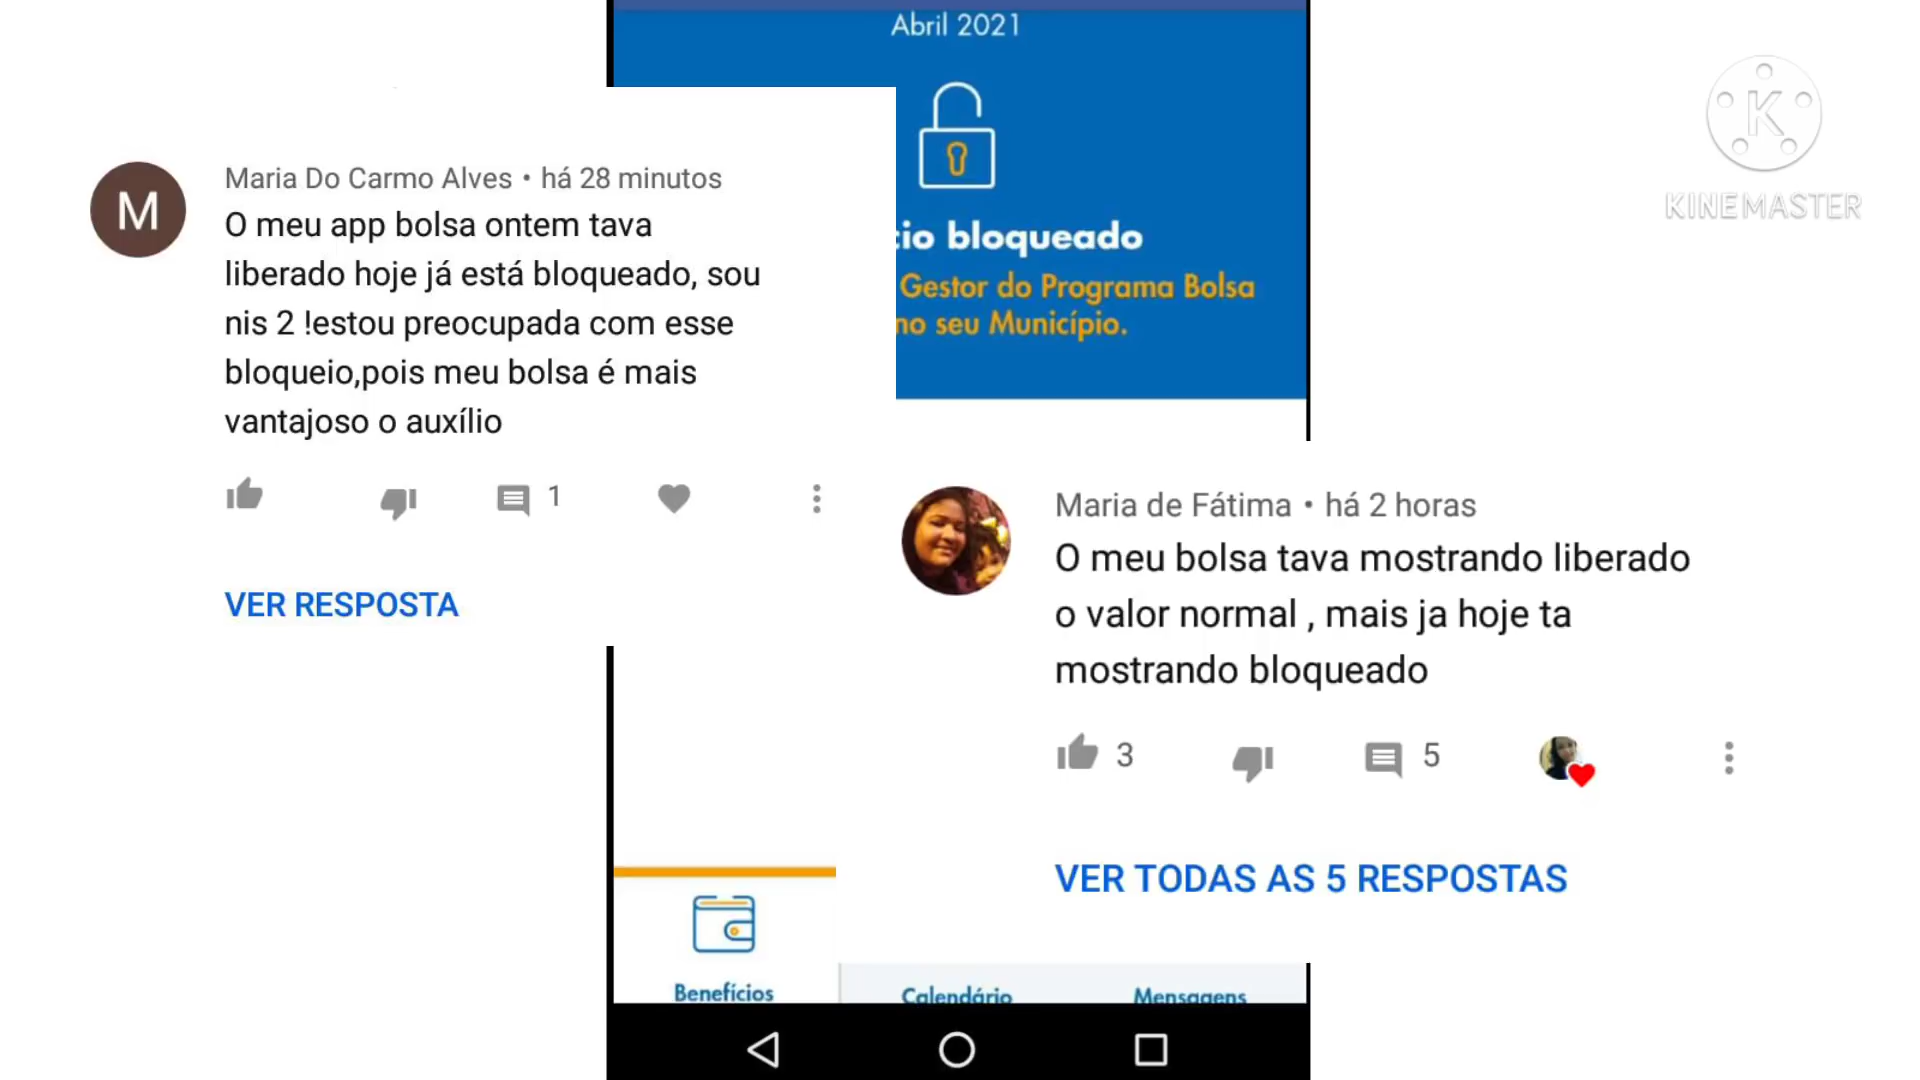 Abril 2021
bloqueado
Gestor do Programa Bolsa
no seu Município.
K
KINEMASTER
M
Maria Do Carmo Alves • há 28 minutos
O meu app bolsa ontem tava
liberado hoje já está bloqueado, sou
nis 2 !estou preocupada com esse
bloqueio,pois meu bolsa é mais
vantajoso o auxílio
1
VER RESPOSTA
Maria de Fátima • há 2 horas
O meu bolsa tava mostrando liberado
o valor normal , mais ja hoje ta
mostrando bloqueado
3
5
VER TODAS AS 5 RESPOSTAS
Benefícios
Calendário
Mensagens